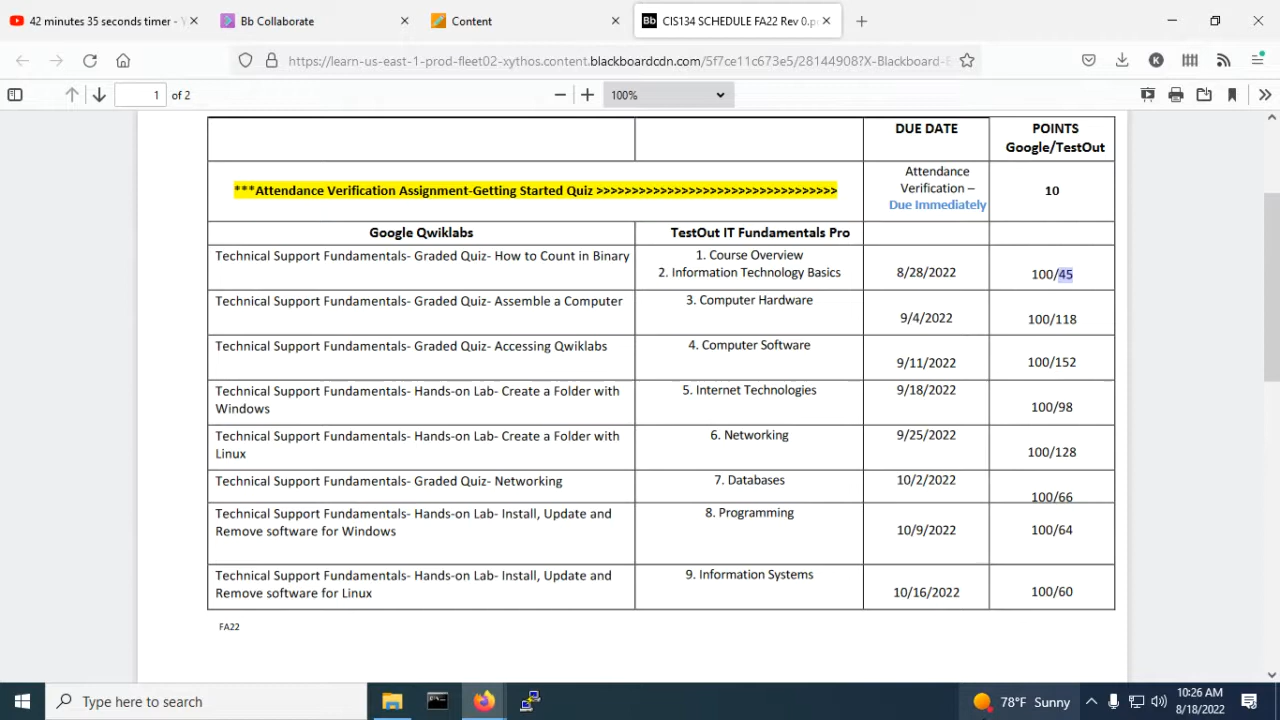 42 minutes 35 seconds timer - Y
Bb Collaborate
Content
Bb
CIS134 SCHEDULE FA22 Rev 0.p
https://learn-us-east-1-prod-fleet02-xythos.content.blackboardcdn.com/5f7ce11c673e5/28144908?X-Blackboard-E
K
1 of 2
100%
DUE DATE
POINTS
Google/TestOut
***Attendance Verification Assignment-Getting Started Quiz >>>>>>>>>>>>>>>>>>>>>>>>>>>>>>>>>>
Attendance
Verification –
Due Immediately
10
Google Qwiklabs
TestOut IT Fundamentals Pro
Technical Support Fundamentals- Graded Quiz- How to Count in Binary
1. Course Overview
2. Information Technology Basics
8/28/2022
100/45
Technical Support Fundamentals- Graded Quiz- Assemble a Computer
3. Computer Hardware
9/4/2022
100/118
Technical Support Fundamentals- Graded Quiz- Accessing Qwiklabs
4. Computer Software
9/11/2022
100/152
Technical Support Fundamentals- Hands-on Lab- Create a Folder with
Windows
5. Internet Technologies
9/18/2022
100/98
Technical Support Fundamentals- Hands-on Lab- Create a Folder with
Linux
6. Networking
9/25/2022
100/128
Technical Support Fundamentals- Graded Quiz- Networking
7. Databases
10/2/2022
100/66
Technical Support Fundamentals- Hands-on Lab- Install, Update and
Remove software for Windows
8. Programming
10/9/2022
100/64
Technical Support Fundamentals- Hands-on Lab- Install, Update and
Remove software for Linux
9. Information Systems
10/16/2022
100/60
FA22
Type here to search
78°F Sunny
10:26 AM
8/18/2022